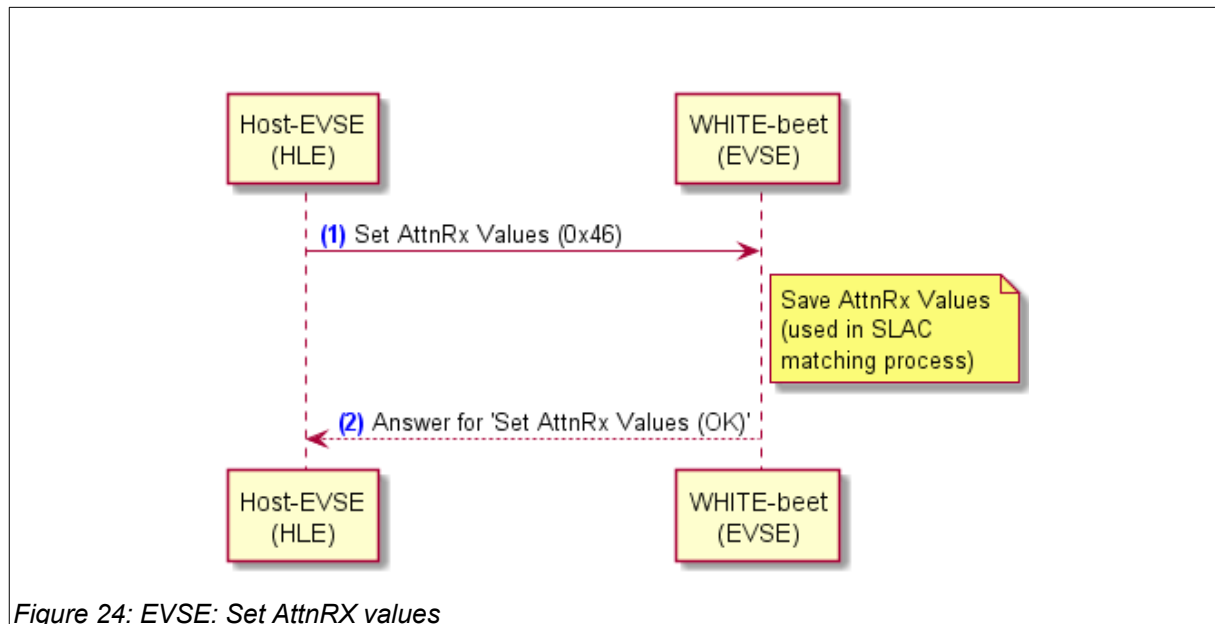 Host-EVSE
(HLE)
WHITE-beet
(EVSE)
(1) Set AttnRx Values (0x46)
Save AttnRx Values
(used in SLAC
matching process)
(2) Answer for 'Set AttnRx Values (OK)'
Host-EVSE
(HLE)
WHITE-beet
(EVSE)
Figure 24: EVSE: Set AttnRX values